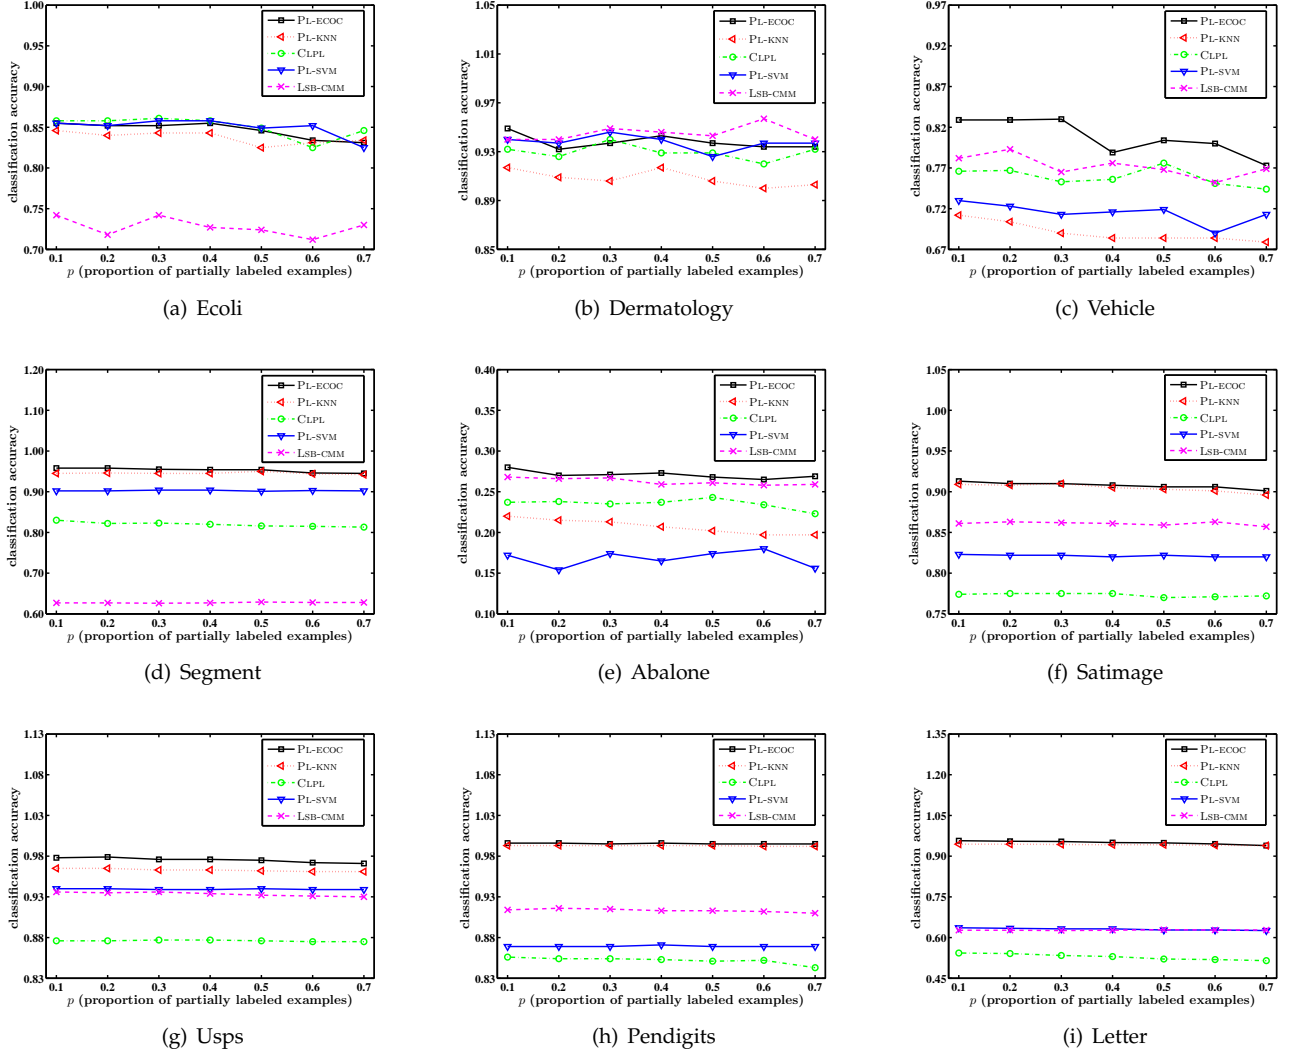 1.00
0.95
0.90
0.85
0.80
0.75
0.70
classification accuracy
PL-ECOC
PL-KNN
CLPL
PL-SVM
LSB-CMM
0.1 0.2 0.3 0.4 0.5 0.6 0.7
p (proportion of partially labeled examples)
(a) Ecoli
1.05
1.01
0.97
0.93
0.89
0.85
classification accuracy
PL-ECOC
PL-KNN
CLPL
PL-SVM
LSB-CMM
0.1 0.2 0.3 0.4 0.5 0.6 0.7
p (proportion of partially labeled examples)
(b) Dermatology
0.97
0.92
0.87
0.82
0.77
0.72
0.67
classification accuracy
PL-ECOC
PL-KNN
CLPL
PL-SVM
LSB-CMM
0.1 0.2 0.3 0.4 0.5 0.6 0.7
p (proportion of partially labeled examples)
(c) Vehicle
1.20
1.10
1.00
0.90
0.80
0.70
0.60
classification accuracy
PL-ECOC
PL-KNN
CLPL
PL-SVM
LSB-CMM
0.1 0.2 0.3 0.4 0.5 0.6 0.7
p (proportion of partially labeled examples)
(d) Segment
0.40
0.35
0.30
0.25
0.20
0.15
0.10
classification accuracy
PL-ECOC
PL-KNN
CLPL
PL-SVM
LSB-CMM
0.1 0.2 0.3 0.4 0.5 0.6 0.7
p (proportion of partially labeled examples)
(e) Abalone
1.05
1.00
0.95
0.90
0.85
0.80
0.75
classification accuracy
PL-ECOC
PL-KNN
CLPL
PL-SVM
LSB-CMM
0.1 0.2 0.3 0.4 0.5 0.6 0.7
p (proportion of partially labeled examples)
(f) Satimage
1.13
1.08
1.03
0.98
0.93
0.88
0.83
classification accuracy
PL-ECOC
PL-KNN
CLPL
PL-SVM
LSB-CMM
0.1 0.2 0.3 0.4 0.5 0.6 0.7
p (proportion of partially labeled examples)
(g) Usps
1.13
1.08
1.03
0.98
0.93
0.88
0.83
classification accuracy
PL-ECOC
PL-KNN
CLPL
PL-SVM
LSB-CMM
0.1 0.2 0.3 0.4 0.5 0.6 0.7
p (proportion of partially labeled examples)
(h) Pendigits
1.35
1.20
1.05
0.90
0.75
0.60
0.45
classification accuracy
PL-ECOC
PL-KNN
CLPL
PL-SVM
LSB-CMM
0.1 0.2 0.3 0.4 0.5 0.6 0.7
p (proportion of partially labeled examples)
(i) Letter